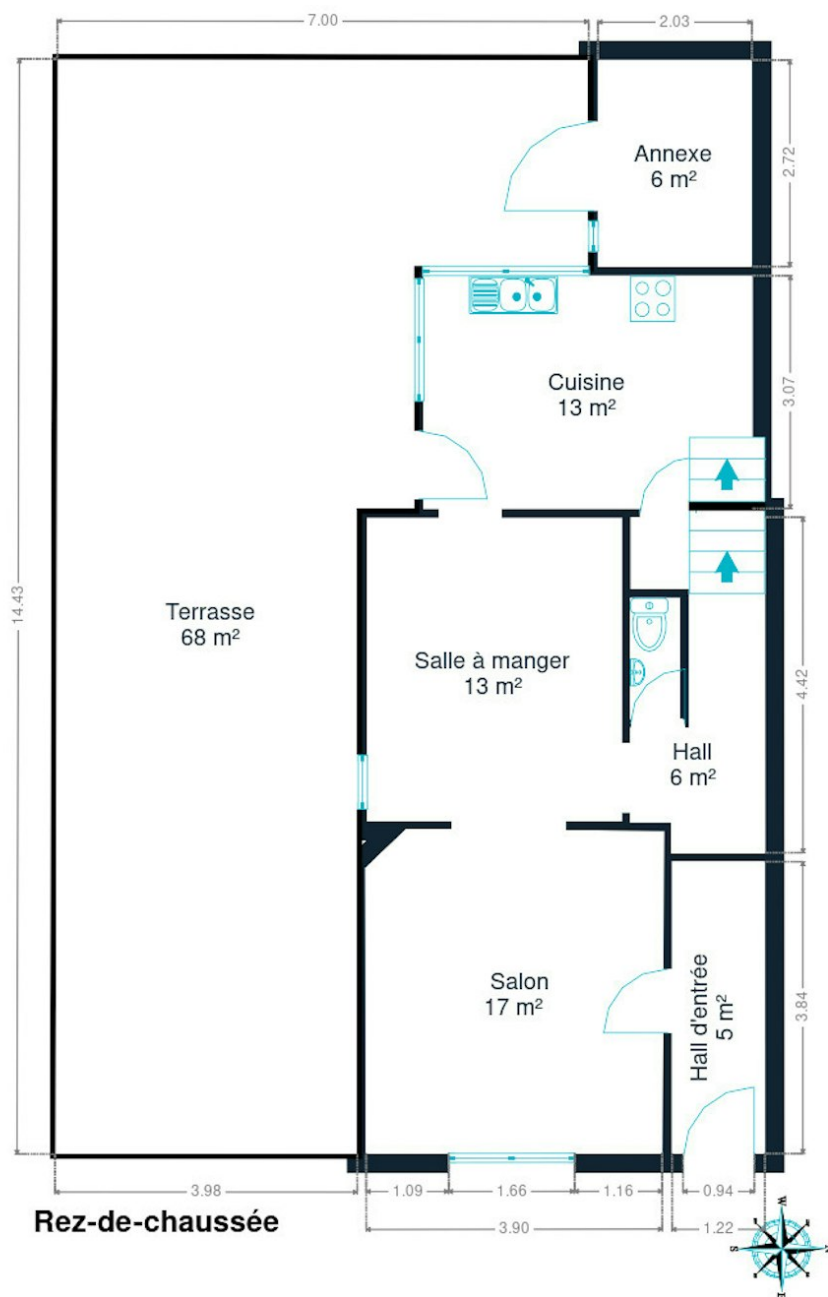 7.00
2.03
Annexe
6 m²
2.72
Cuisine
13 m²
3.07
14.43
Terrasse
68 m²
Salle à manger
13 m²
4.42
Hall
6 m²
Salon
17 m²
Hall d'entrée
5 m²
3.84
3.98
1.09
1.66
1.16
0.94
3.90
1.22
Rez-de-chaussée
W
S
N
E